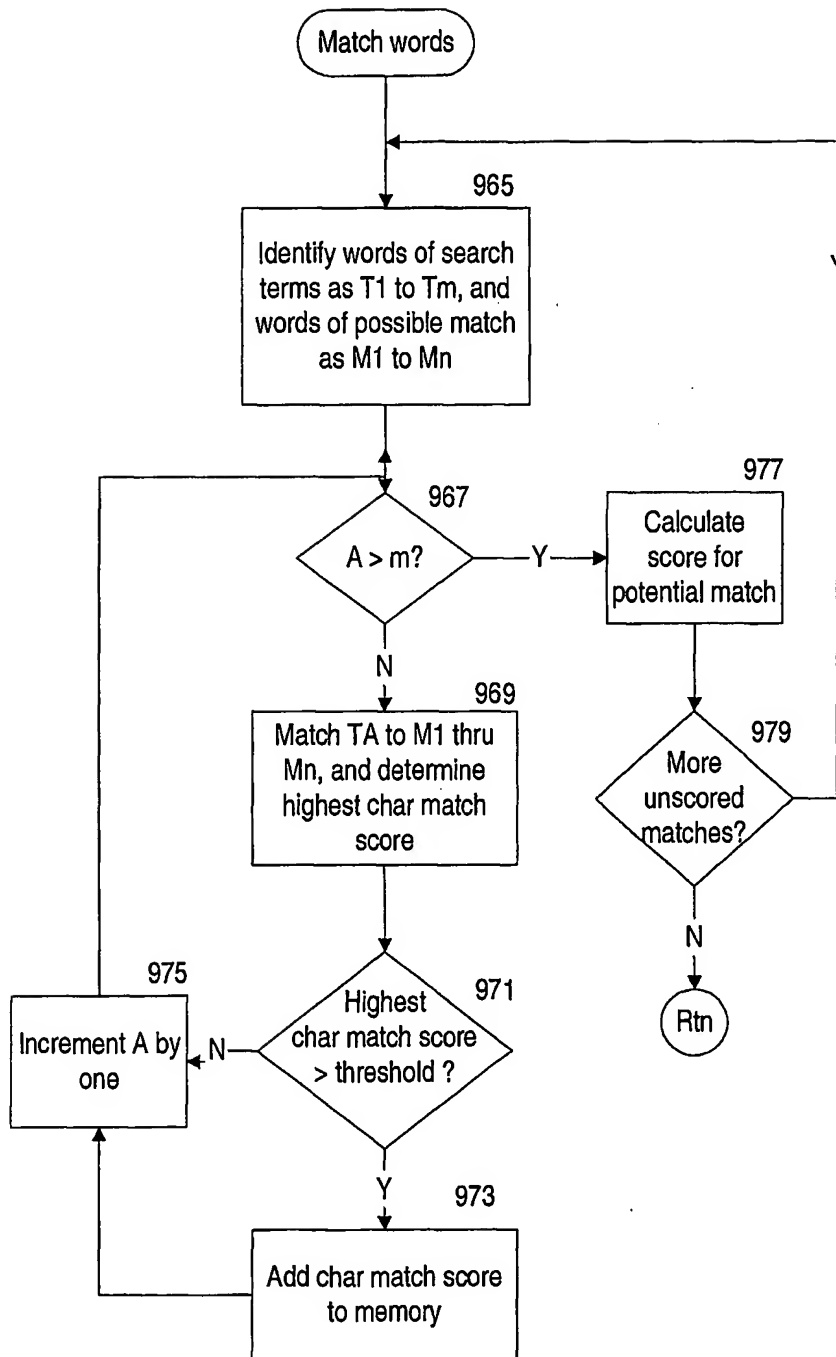 Match words
965
Identify words of search
terms as T1 to Tm, and
words of possible match
as M1 to Mn
967
A > m?
Y
977
Calculate
score for
potential match
N
969
Match TA to M1 thru
Mn, and determine
highest char match
score
979
More
unscored
matches?
Y
N
Rtn
971
Highest
char match score
> threshold ?
N
975
Increment A by
one
Y
973
Add char match score
to memory